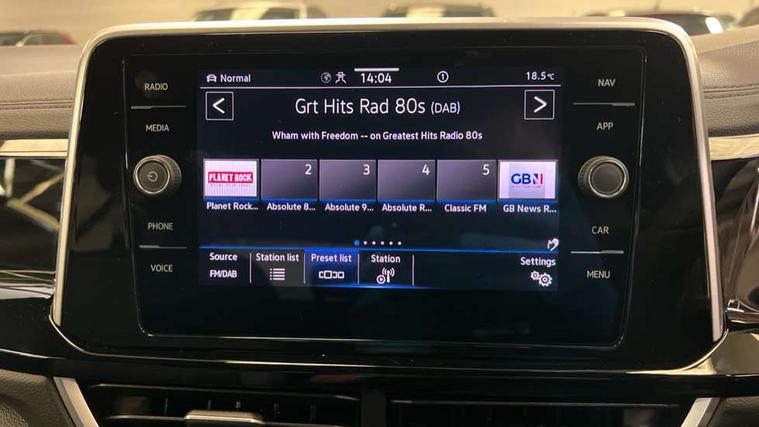 Normal 14:04 1 18.5°C
RADIO
NAV
Grt Hits Rad 80s (DAB)
MEDIA
APP
Wham with Freedom -- on Greatest Hits Radio 80s
PLANET ROCK 2 3 4 5 GBN
Planet Rock... Absolute 8... Absolute 9... Absolute R... Classic FM GB News R...
PHONE
CAR
Source Station list Preset list Station Settings
FM/DAB
VOICE
MENU